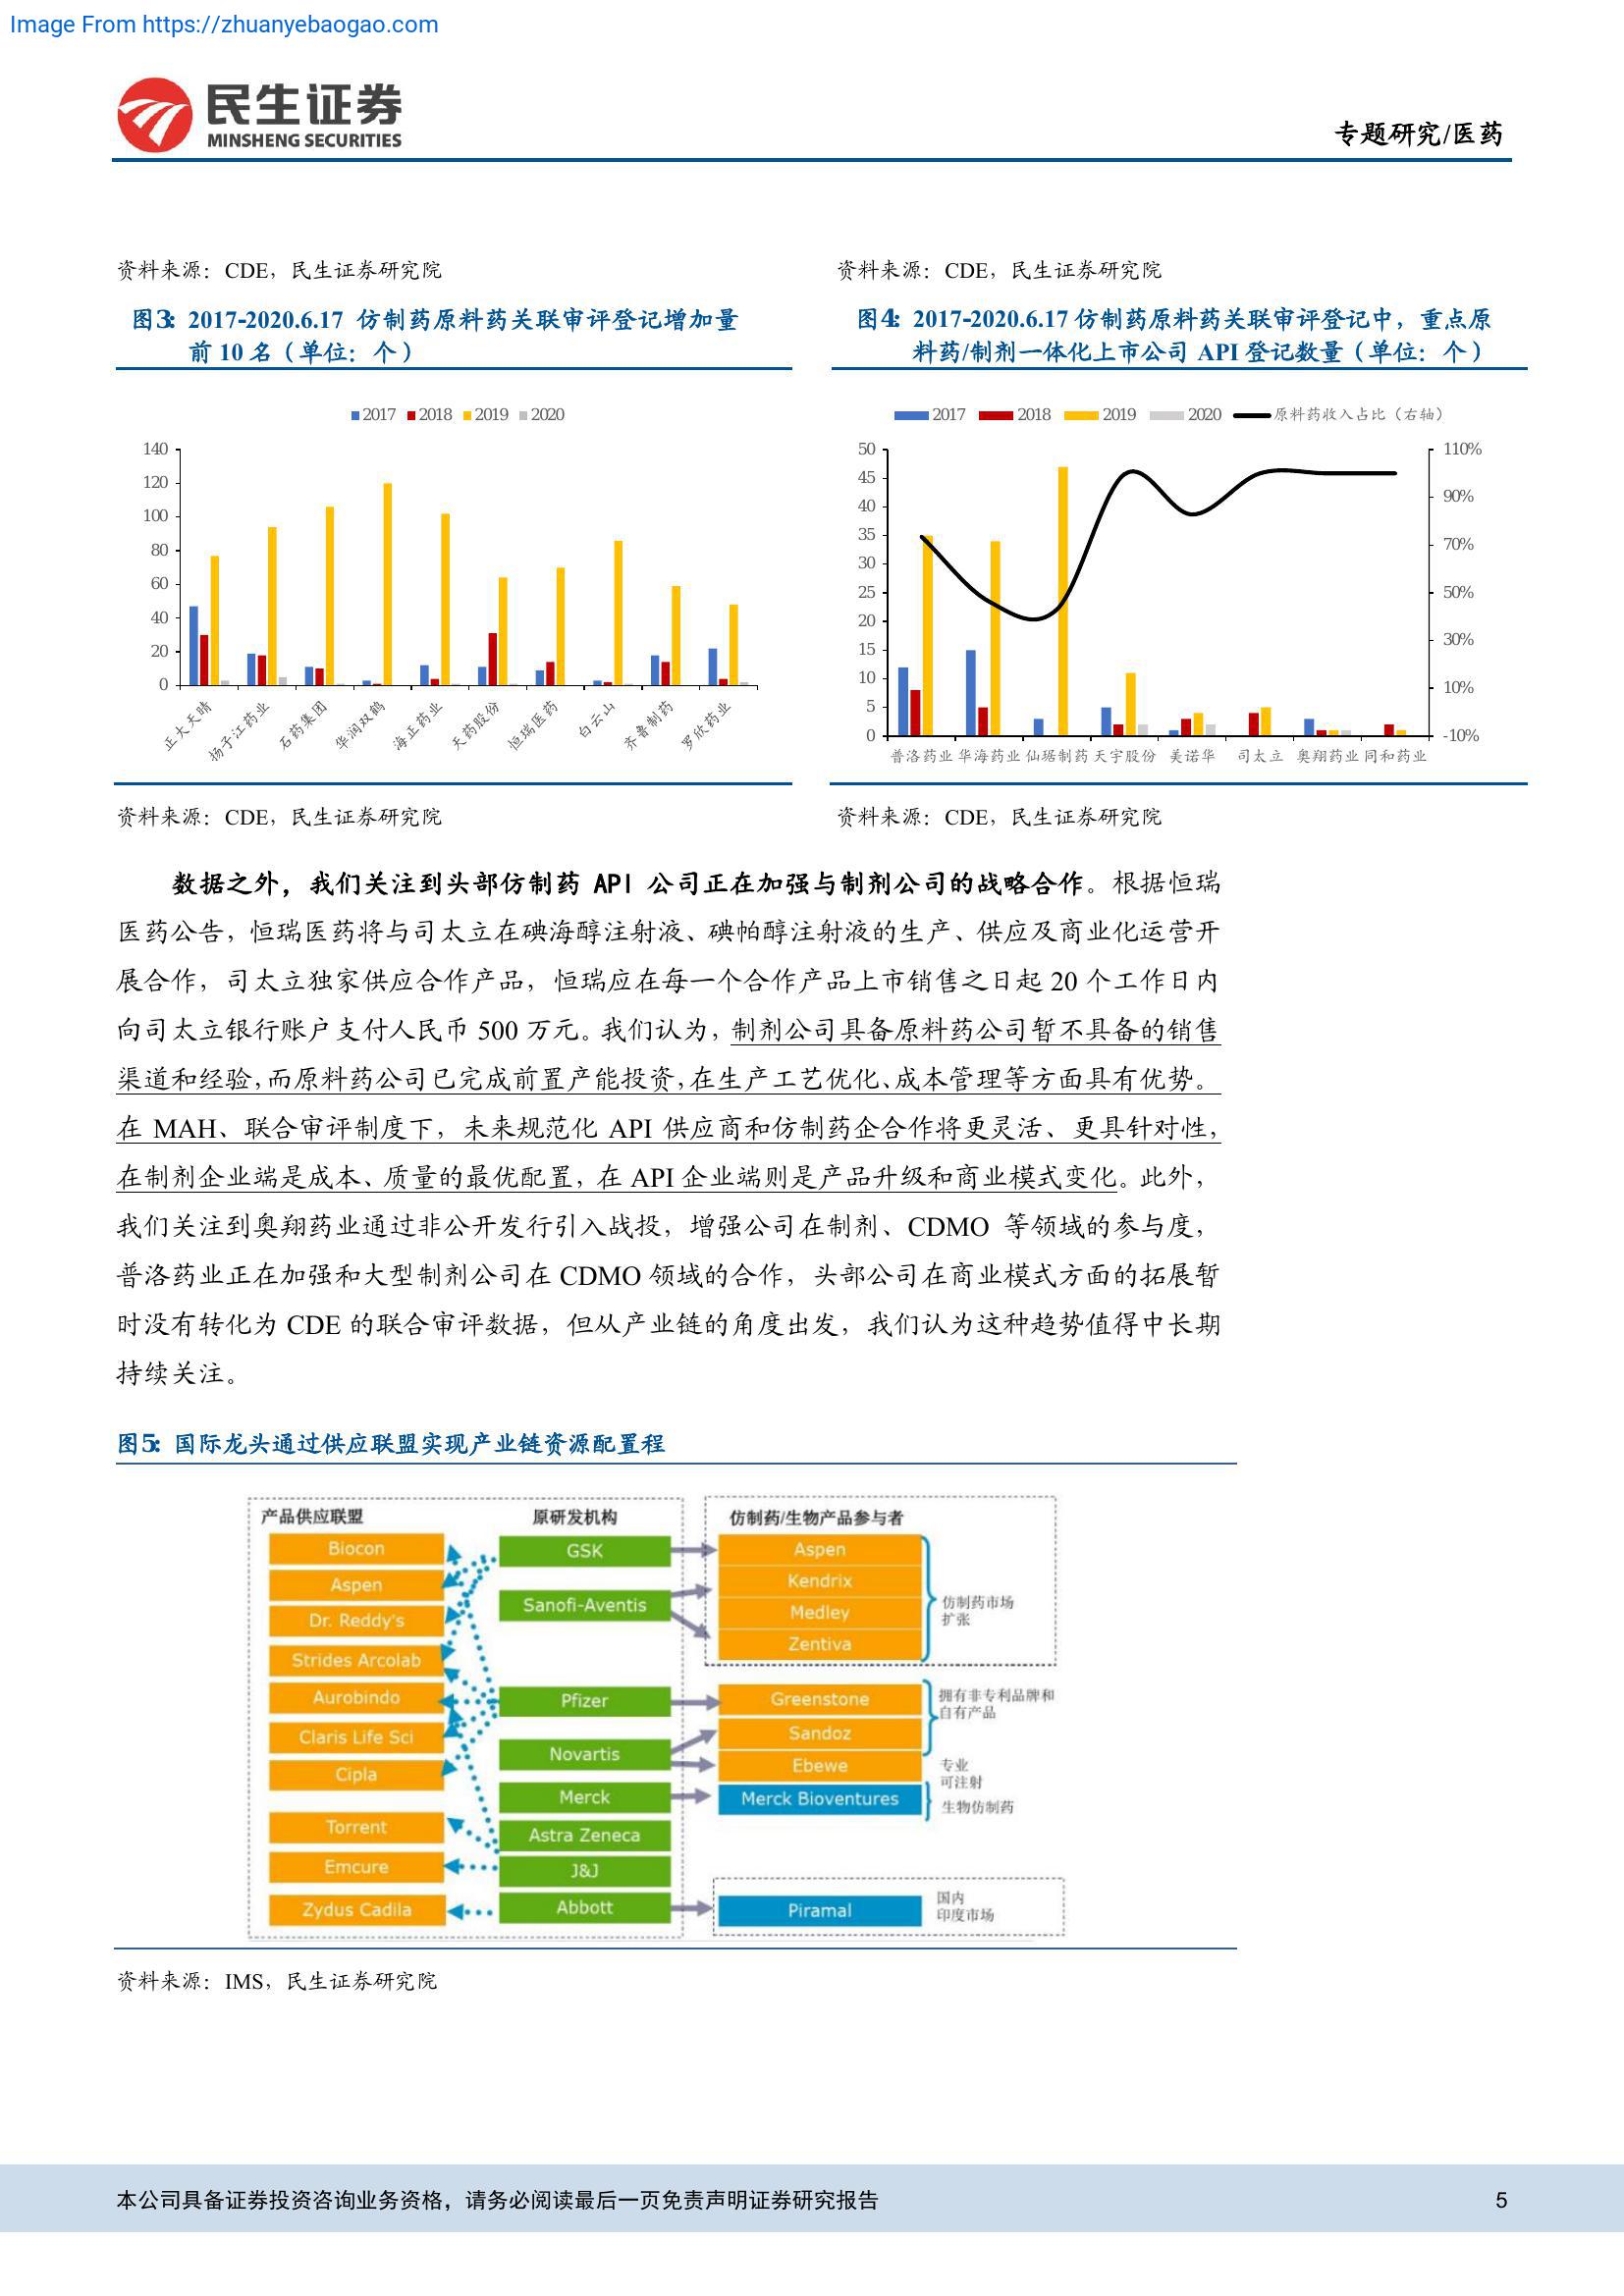 Image From https://zhuanyebaogao.com
民生证券
MINSHENG SECURITIES
专题研究/医药
资料来源：CDE，民生证券研究院
资料来源：CDE，民生证券研究院
图3：2017-2020.6.17 仿制药原料药关联审评登记增加量
前 10 名（单位：个）
图4：2017-2020.6.17 仿制药原料药关联审评登记中，重点原
料药/制剂一体化上市公司 API 登记数量（单位：个）
2017 2018 2019 2020
140
120
100
80
60
40
20
0
正大天晴 扬子江药业 石药集团 华润双鹤 海正药业 天药股份 恒瑞医药 白云山 齐鲁制药 罗欣药业
2017 2018 2019 2020 原料药收入占比（右轴）
50
45
40
35
30
25
20
15
10
5
0
110%
90%
70%
50%
30%
10%
-10%
普洛药业 华海药业 仙琚制药 天宇股份 美诺华 司太立 奥翔药业 同和药业
资料来源：CDE，民生证券研究院
资料来源：CDE，民生证券研究院
数据之外，我们关注到头部仿制药 API 公司正在加强与制剂公司的战略合作。根据恒瑞
医药公告，恒瑞医药将与司太立在碘海醇注射液、碘帕醇注射液的生产、供应及商业化运营开
展合作，司太立独家供应合作产品，恒瑞应在每一个合作产品上市销售之日起 20 个工作日内
向司太立银行账户支付人民币 500 万元。我们认为，制剂公司具备原料药公司暂不具备的销售
渠道和经验，而原料药公司已完成前置产能投资，在生产工艺优化、成本管理等方面具有优势。
在 MAH、联合审评制度下，未来规范化 API 供应商和仿制药企合作将更灵活、更具针对性，
在制剂企业端是成本、质量的最优配置，在 API 企业端则是产品升级和商业模式变化。此外，
我们关注到奥翔药业通过非公开发行引入战投，增强公司在制剂、CDMO 等领域的参与度，
普洛药业正在加强和大型制剂公司在 CDMO 领域的合作，头部公司在商业模式方面的拓展暂
时没有转化为 CDE 的联合审评数据，但从产业链的角度出发，我们认为这种趋势值得中长期
持续关注。
图5：国际龙头通过供应联盟实现产业链资源配置程
产品供应联盟
Biocon
Aspen
Dr. Reddy's
Strides Arcolab
Aurobindo
Claris Life Sci
Cipla
Torrent
Emcure
Zydus Cadila
原研发机构
GSK
Sanofi-Aventis
Pfizer
Novartis
Merck
Astra Zeneca
J&J
Abbott
仿制药/生物产品参与者
Aspen
Kendrix
Medley
Zentiva
仿制药市场
扩张
Greenstone
Sandoz
Ebewe
Merck Bioventures
拥有非专利品牌和
自有产品
专业
可注射
生物仿制药
Piramal
国内
印度市场
资料来源：IMS，民生证券研究院
本公司具备证券投资咨询业务资格，请务必阅读最后一页免责声明证券研究报告
5